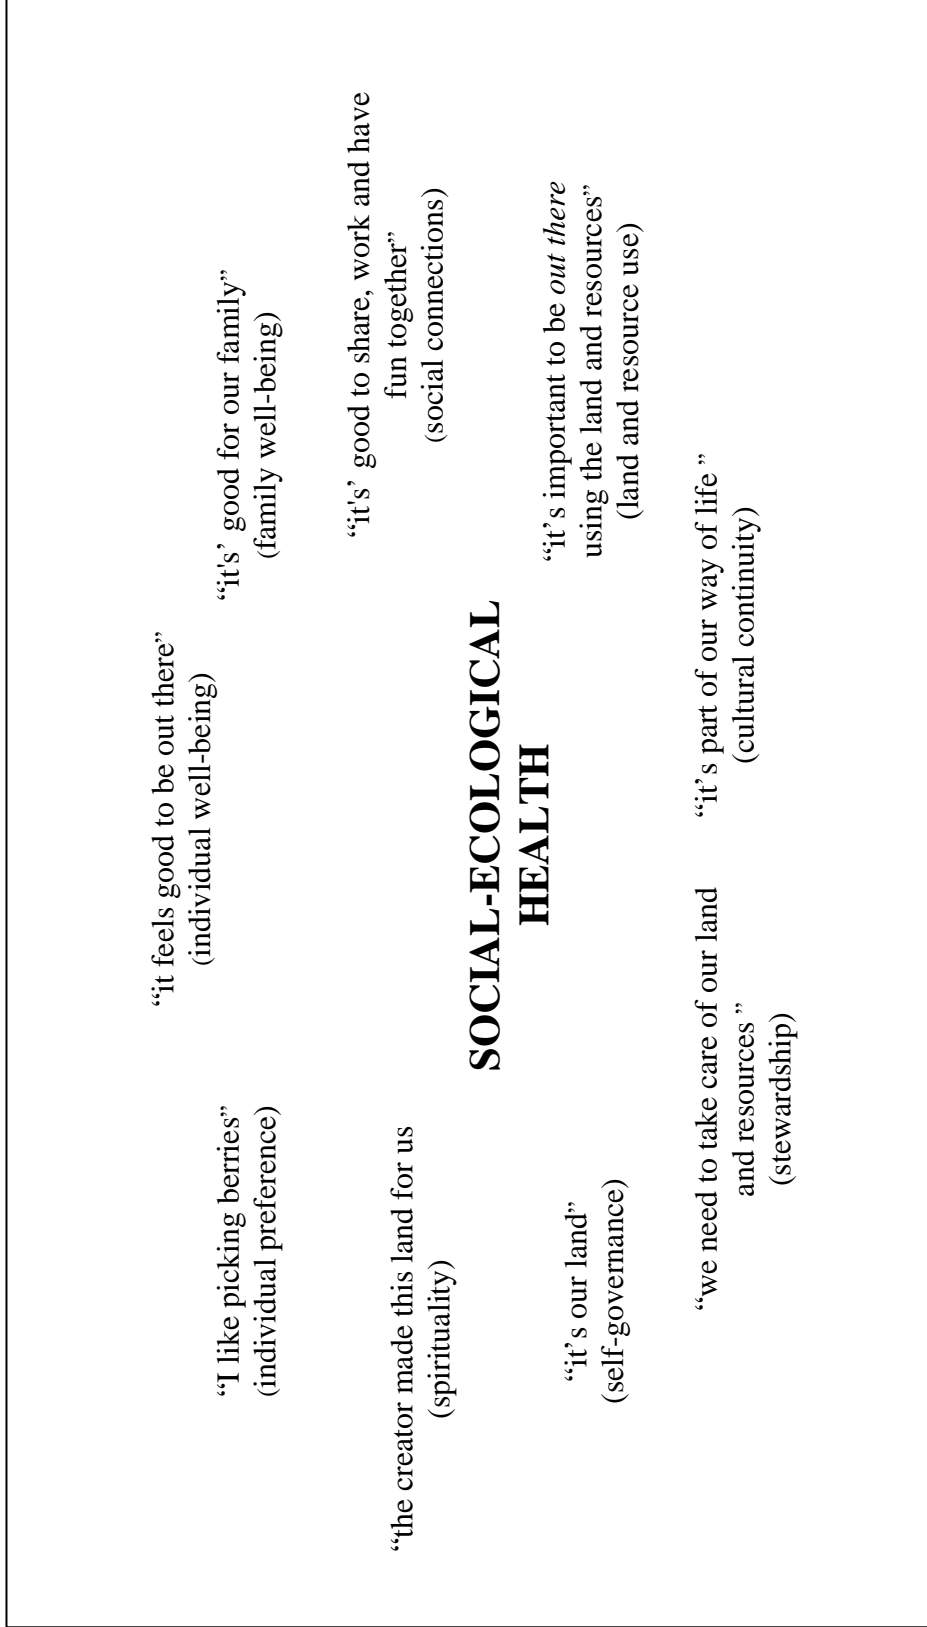 “it feels good to be out there”
(individual well-being)
“I like picking berries”
(individual preference)
“it's’ good for our family”
(family well-being)
“it's’ good to share, work and have
fun together”
(social connections)
“the creator made this land for us
(spirituality)
SOCIAL-ECOLOGICAL
HEALTH
“it’s important to be out there
using the land and resources”
(land and resource use)
“it’s our land”
(self-governance)
“we need to take care of our land
and resources ”
(stewardship)
“it’s part of our way of life ”
(cultural continuity)